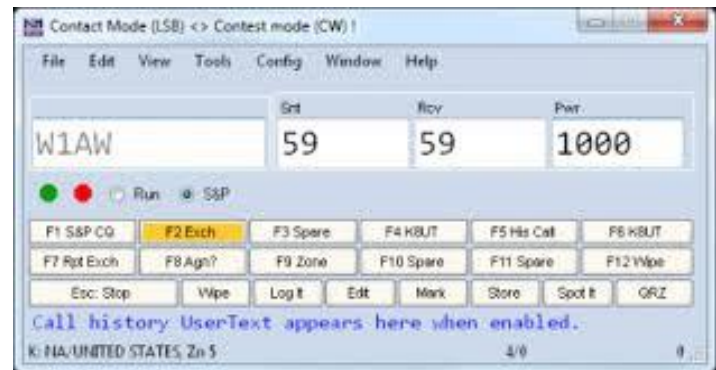 Contact Mode (LSB) <> Contest mode (CW) !
File Edit View Tools Config Window Help
Snt Rcv Pwr
W1AW 59 59 1000
Run S&P
F1 S&P CQ F2 Exch F3 Spare F4 K8UT F5 His Call F6 K8UT
F7 Rpt Exch F8 Agn? F9 Zone F10 Spare F11 Spare F12 Wipe
Esc: Stop Wipe Log It Edit Mark Store Spot It QRZ
Call history UserText appears here when enabled.
K: NA/UNITED STATES, Zn 5 4/0 0